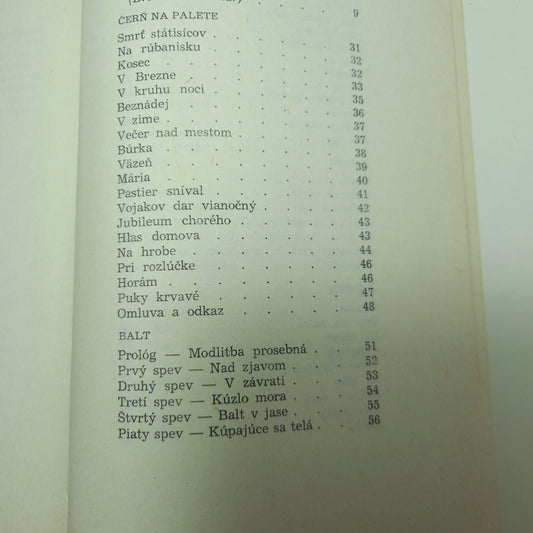 9
ČERŇ NA PALETE
Smrť státisícov . . . . . . . 31
Na rúbanisku . . . . . . . 32
Kosec . . . . . . . 32
V Brezne . . . . . . . 33
V kruhu noci . . . . . . . 35
Beznádej . . . . . . . 36
V zime . . . . . . . 37
Večer nad mestom . . . . . . . 37
Búrka . . . . . . . 38
Väzeň . . . . . . . 39
Mária . . . . . . . 40
Pastier sníval . . . . . . . 41
Vojakov dar vianočný . . . . . . 42
Jubileum chorého . . . . . . 43
Hlas domova . . . . . . . 43
Na hrobe . . . . . . . 44
Pri rozlúčke . . . . . . . 46
Horám . . . . . . . 46
Puky krvavé . . . . . . . 47
Omluva a odkaz . . . . . . 48
BALT
Prológ — Modlitba prosebná . . 51
Prvý spev — Nad zjavom . . . 52
Druhý spev — V závrati . . . 53
Tretí spev — Kúzlo mora . . . 54
Štvrtý spev — Balt v jase . . . 55
Piaty spev — Kúpajúce sa telá . . 56